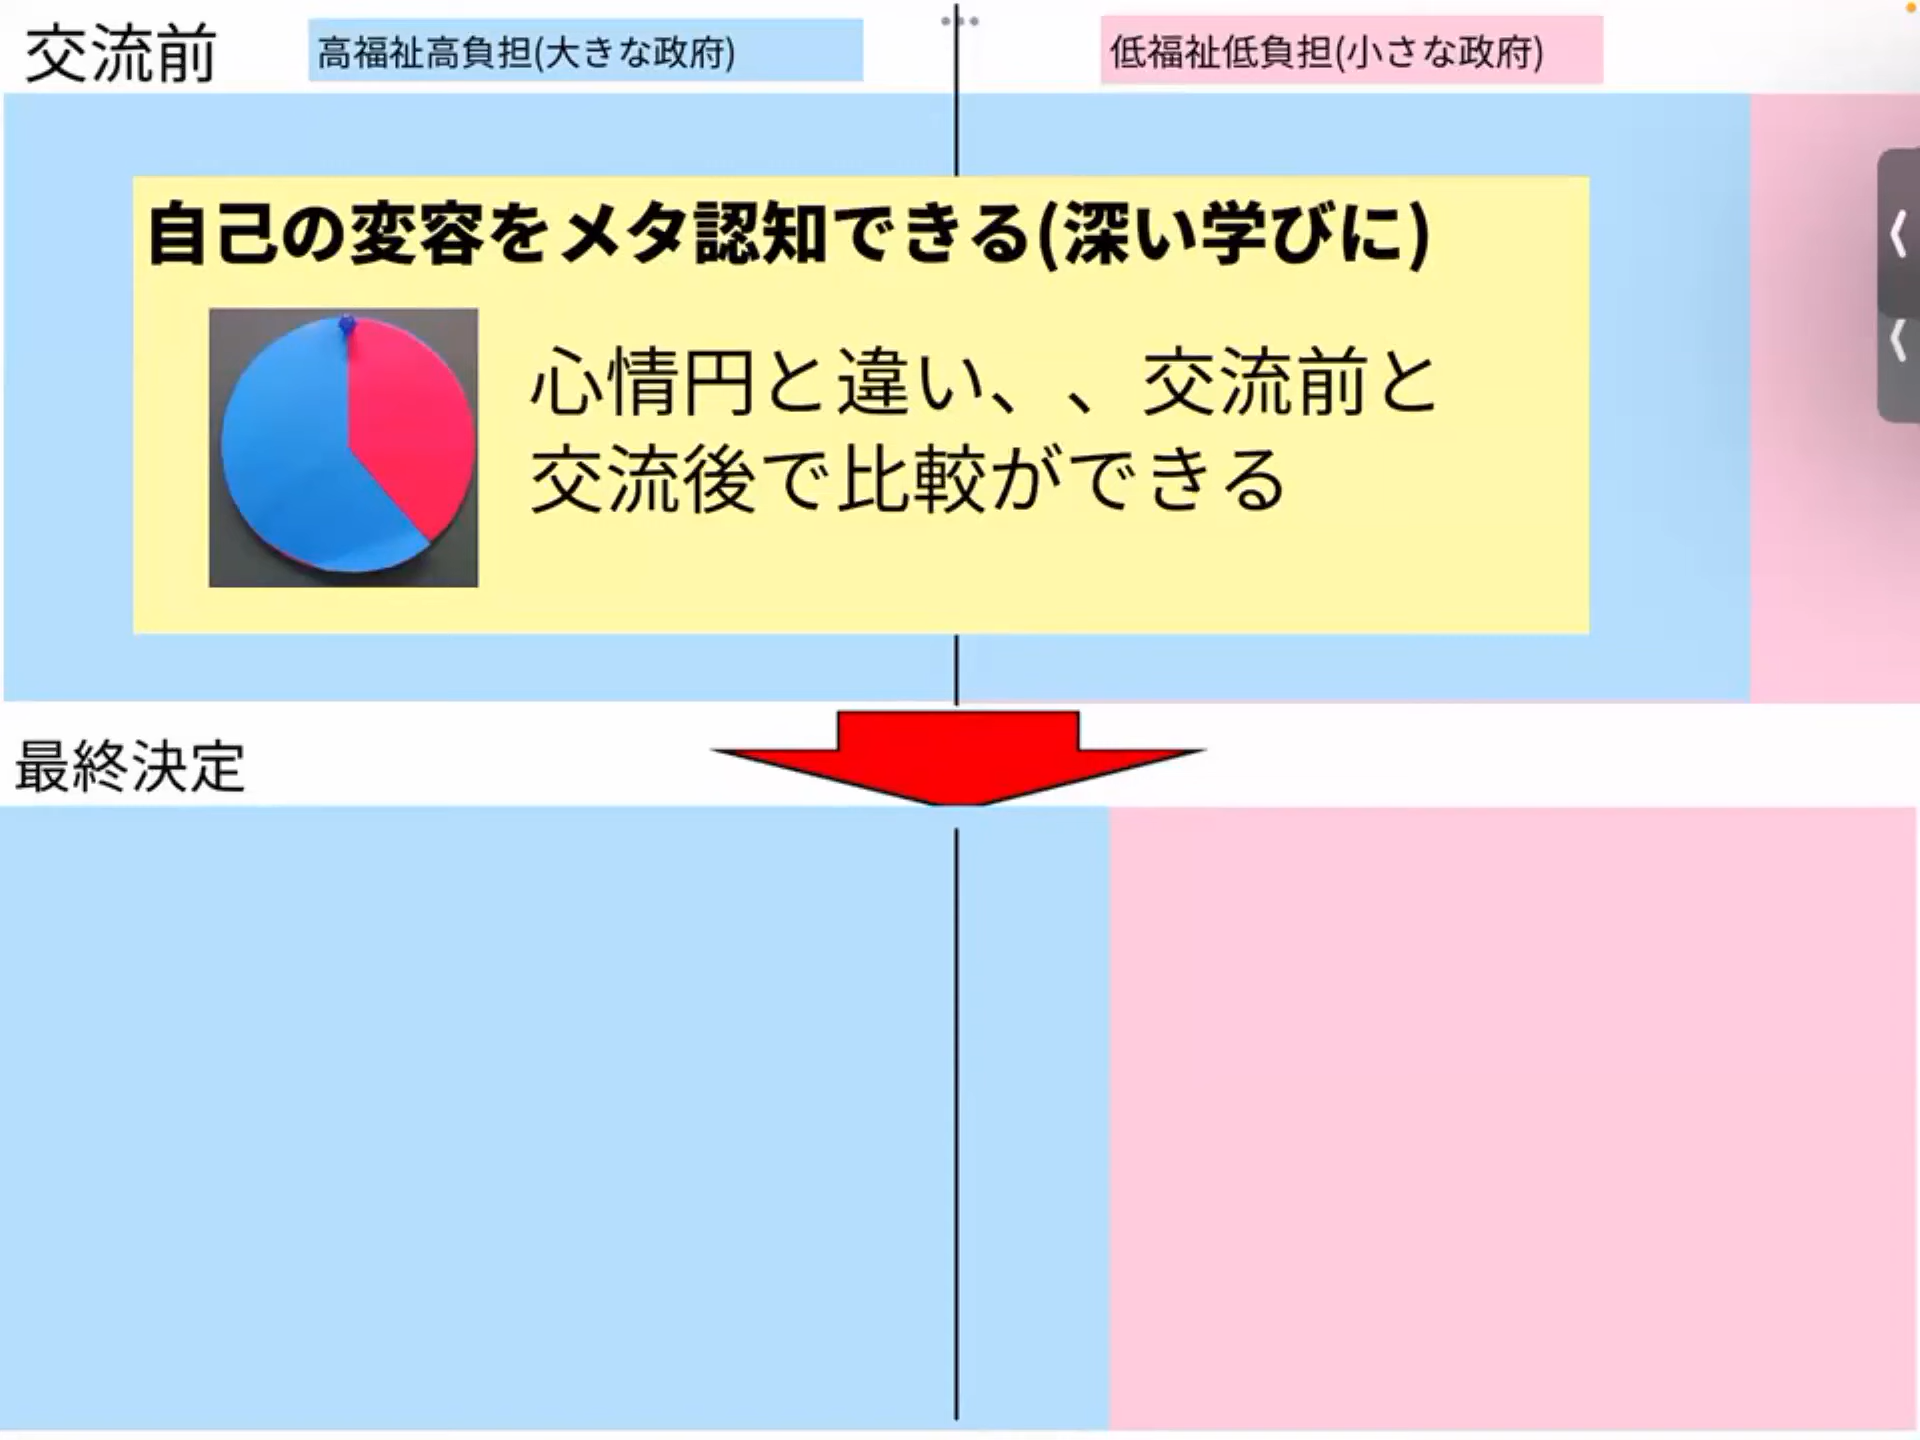 交流前
高福祉高負担(大きな政府)
低福祉低負担(小さな政府)
自己の変容をメタ認知できる(深い学びに)
心情円と違い、、交流前と
交流後で比較ができる
最終決定